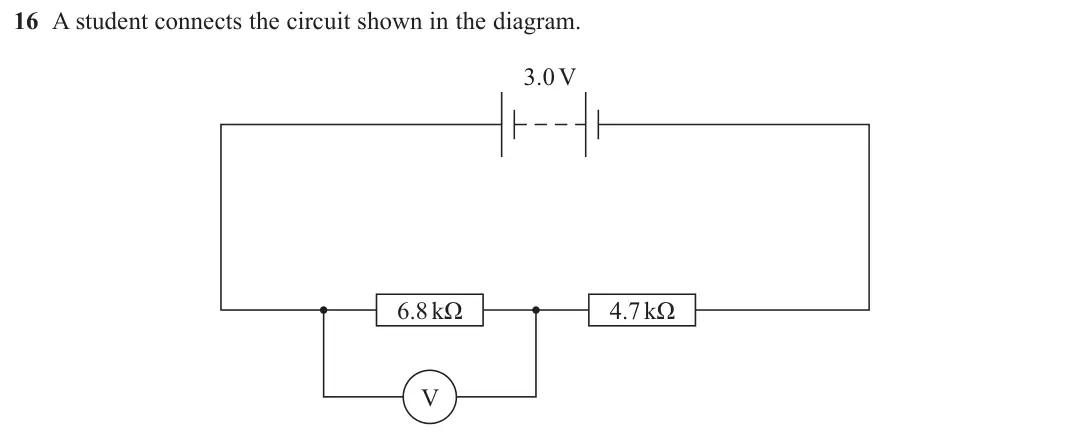 16 A student connects the circuit shown in the diagram.
3.0 V
6.8 kΩ
4.7 kΩ
V